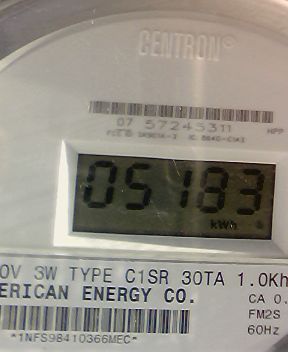 CENTRON®
07 57245311
HPP
05183
kWh
0V 3W TYPE C1SR 30TA 1.0Kh
ERICAN ENERGY CO.
CA 0.
FM2S
60Hz
*1NFS98410366MEC*